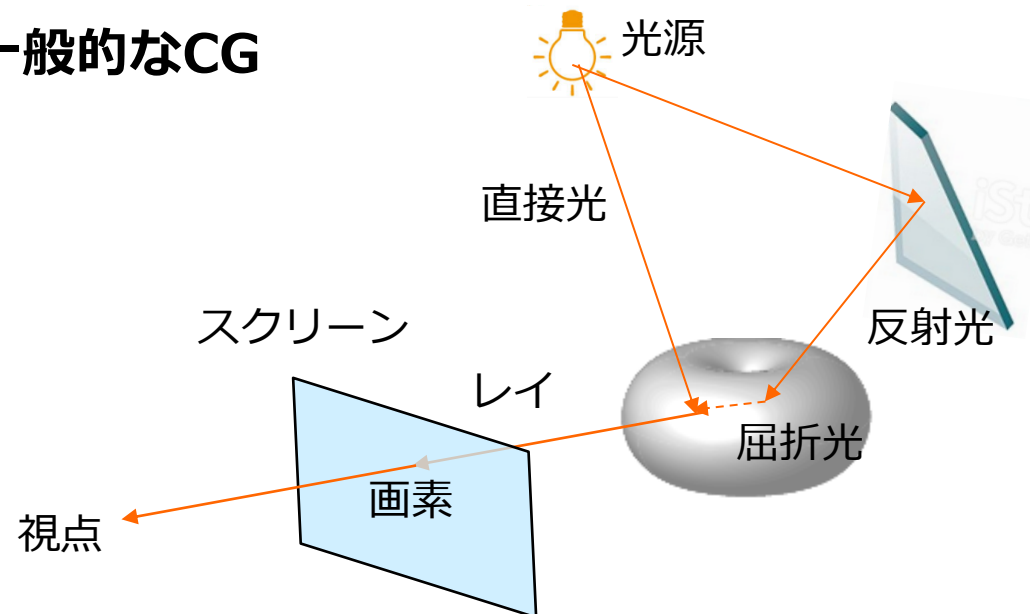 一般的なCG
光源
直接光
反射光
スクリーン
レイ
屈折光
画素
視点